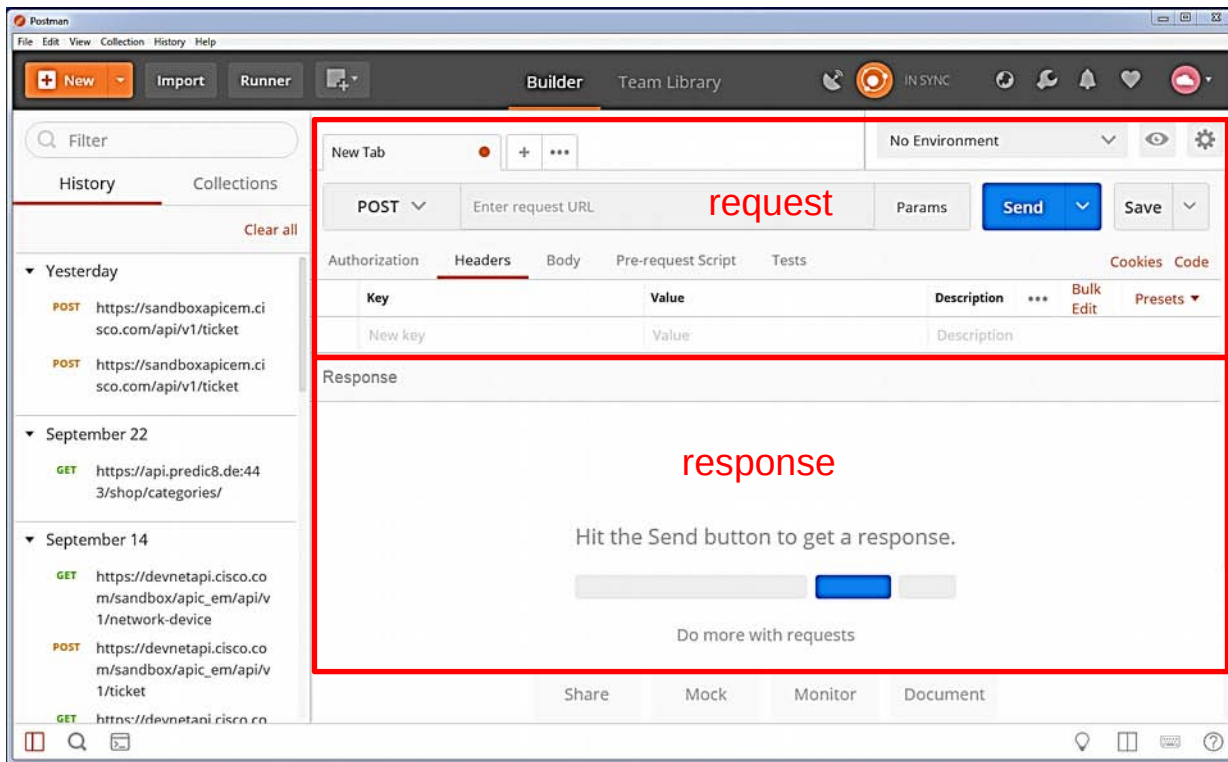 Postman
File Edit View Collection History Help
New Import Runner Builder Team Library IN SYNC
Filter
History Collections
Clear all
Yesterday
POST https://sandboxapicem.ci
sco.com/api/v1/ticket
POST https://sandboxapicem.ci
sco.com/api/v1/ticket
September 22
GET https://api.predic8.de:44
3/shop/categories/
September 14
GET https://devnetapi.cisco.co
m/sandbox/apic_em/api/v
1/network-device
POST https://devnetapi.cisco.co
m/sandbox/apic_em/api/v
1/ticket
GET https://devnetapi.cisco.co
New Tab + ••• No Environment
POST Enter request URL request Params Send Save
Authorization Headers Body Pre-request Script Tests Cookies Code
Key Value Description ••• Bulk
Edit Presets
New key Value Description
Response
response
Hit the Send button to get a response.
Do more with requests
Share Mock Monitor Document